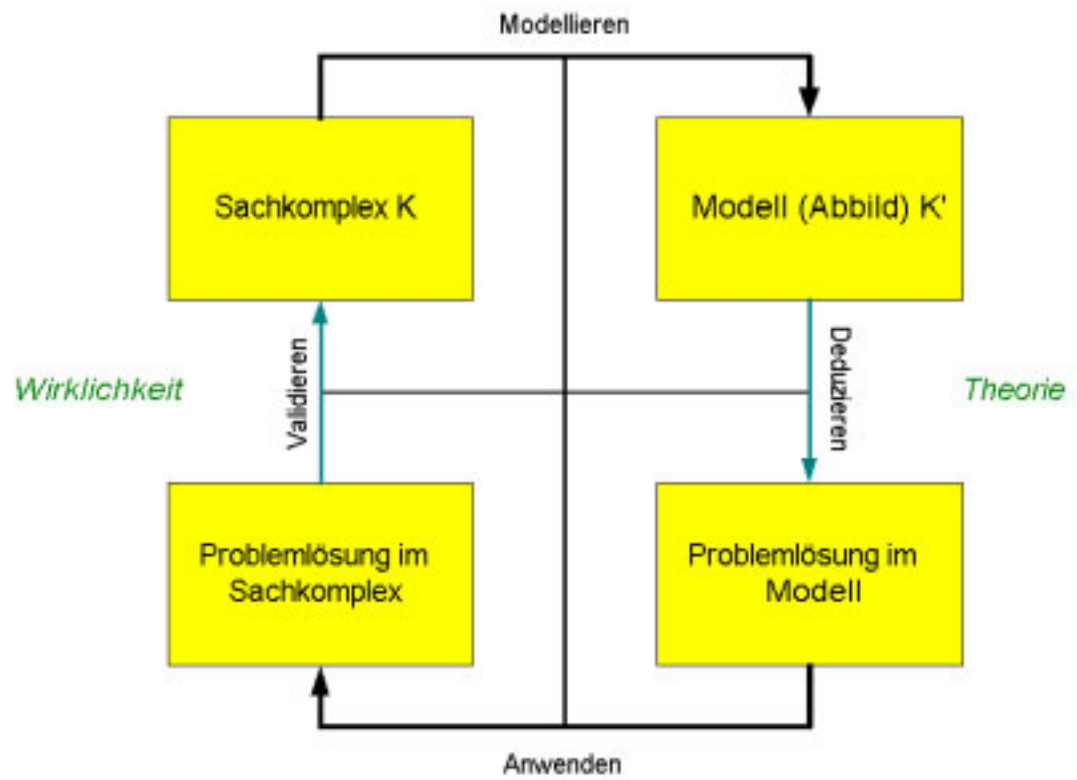 Modellieren
Sachkomplex K
Modell (Abbild) K'
Wirklichkeit
Validieren
Deduzieren
Theorie
Problemlösung im
Sachkomplex
Problemlösung im
Modell
Anwenden